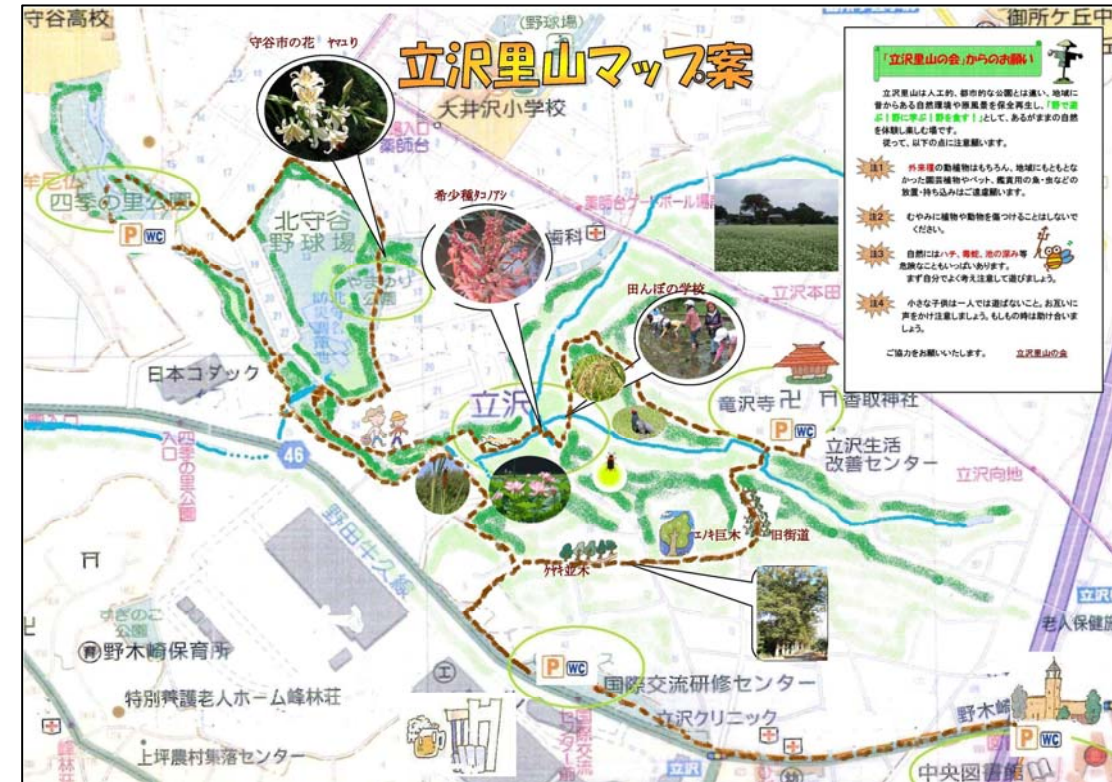 守谷高校
(野球場)
御所ケ丘中
守谷市の花 ヤマユリ
立沢里山マップ案
大井沢小学校
薬師台
「立沢里山の会」からのお願い
立沢里山は人工的、都市的な公園とは違い、地域に
昔からある自然環境や原風景を保全再生し、「野で遊
ぶ!野に学ぶ!野を食す!」として、あるがままの自然
を体験し楽しむ場です。
従って、以下の点に注意願います。
注1 外来種の動植物はもちろん、地域にもともとな
かった園芸植物やペット、鑑賞用の魚・虫などの
放置・持ち込みはご遠慮願います。
注2 むやみに植物や動物を傷つけることはしないで
ください。
注3 自然にはハチ、毒蛇、池の深み等
危険なこともいっぱいあります。
まず自分でよく考え注意して遊びましょう。
注4 小さな子供は一人では遊ばないこと。お互いに
声をかけ注意しましょう。もしもの時は助け合いま
しょう。
ご協力をお願いいたします。 立沢里山の会
四季の里公園
P WC
北守谷
野球場
希少種タコノアシ
歯科
薬師台ゲートボール場
やまゆり
公園
田んぼの学校
立沢本田
日本コダック
立沢
竜沢寺 卍
香取神社
P WC
立沢生活
改善センター
46
四季の里公園
入口
立沢向地
野田牛久線
エノキ巨木
旧街道
ケヤキ並木
すぎのこ
公園
野木崎保育所
P WC
国際交流研修センター
特別養護老人ホーム峰林荘
立沢クリニック
上坪農村集落センター
峰林荘
立沢
老人保健施
野木崎
P WC
中央図書館